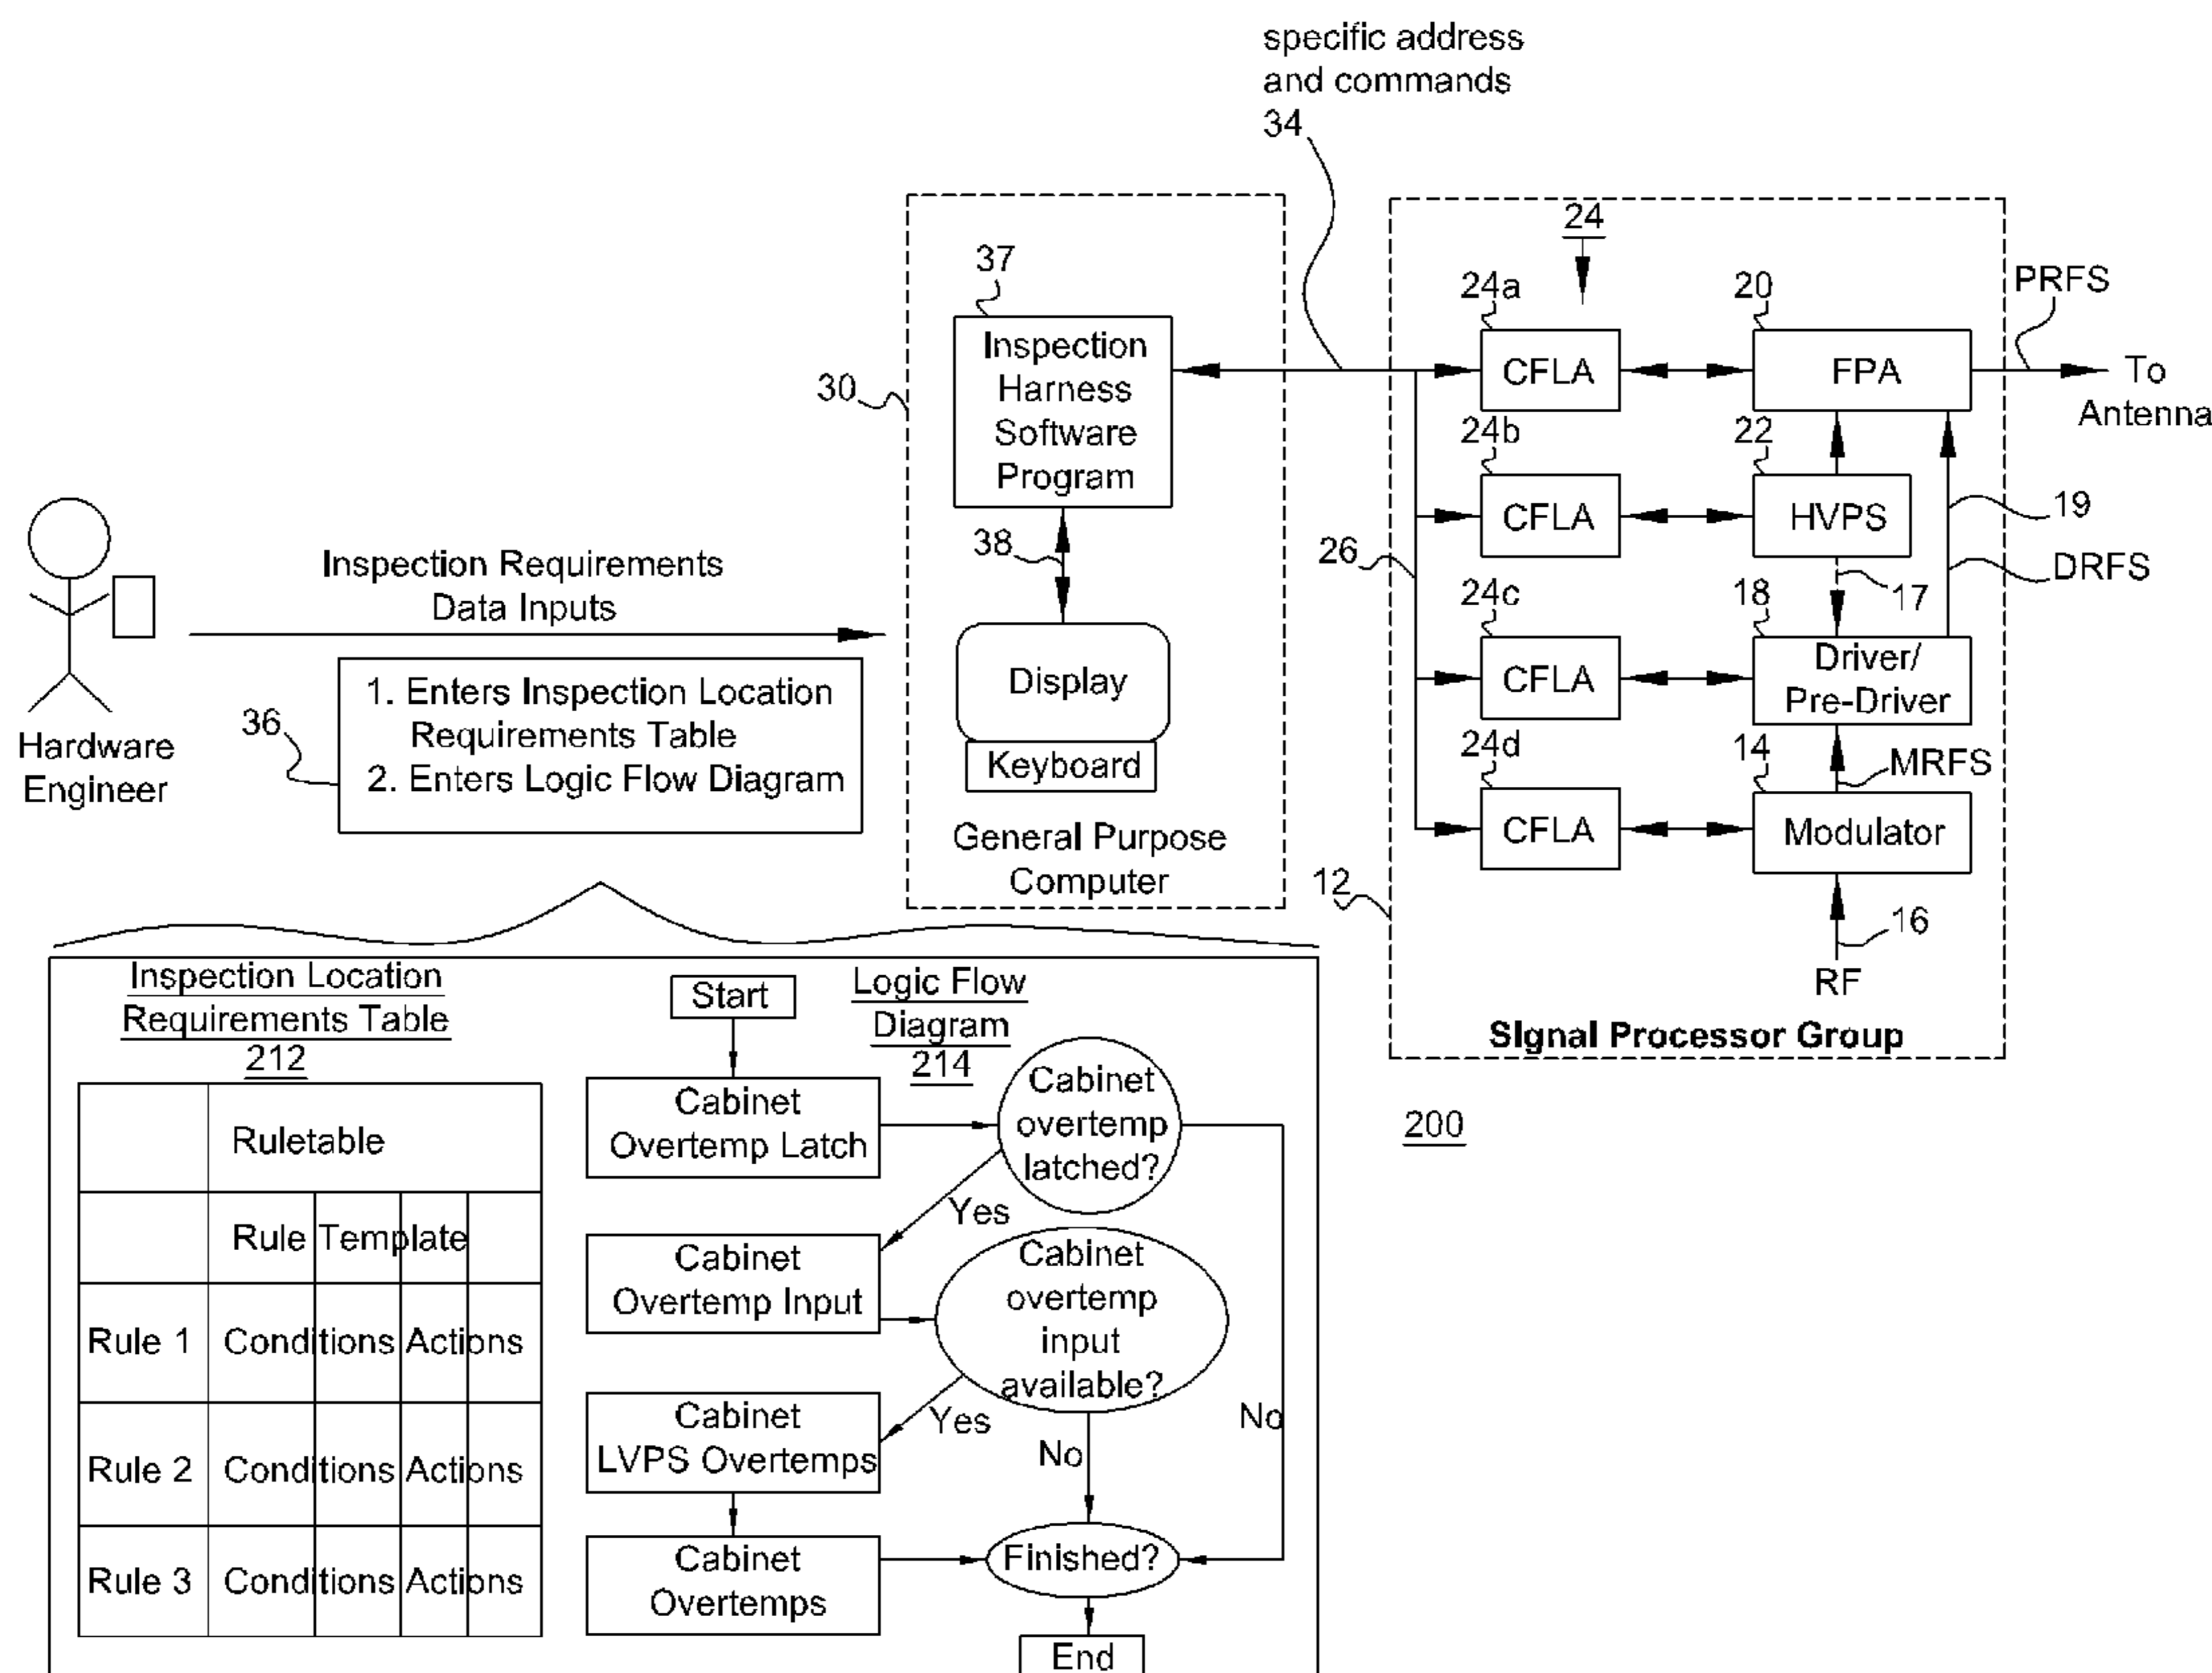 specific address
and commands
34
37
Inspection
Harness
Software
Program
30
38
Display
Keyboard
General Purpose
Computer
Hardware
Engineer
Inspection Requirements
Data Inputs
36
1. Enters Inspection Location
Requirements Table
2. Enters Logic Flow Diagram
24
24a
CFLA
20
FPA
PRFS
To
Antenna
24b
CFLA
22
HVPS
19
26
DRFS
17
24c
CFLA
18
Driver/
Pre-Driver
24d
CFLA
14
MRFS
Modulator
12
16
RF
SIgnal Processor Group
200
Inspection Location
Requirements Table
212
Ruletable
Rule Template
Rule 1 Conditions Actions
Rule 2 Conditions Actions
Rule 3 Conditions Actions
Logic Flow
Diagram
214
Start
Cabinet
Overtemp Latch
Cabinet
overtemp
latched?
Yes
Cabinet
Overtemp Input
Cabinet
overtemp
input
available?
Yes
No
No
Cabinet
LVPS Overtemps
Cabinet
Overtemps
Finished?
End